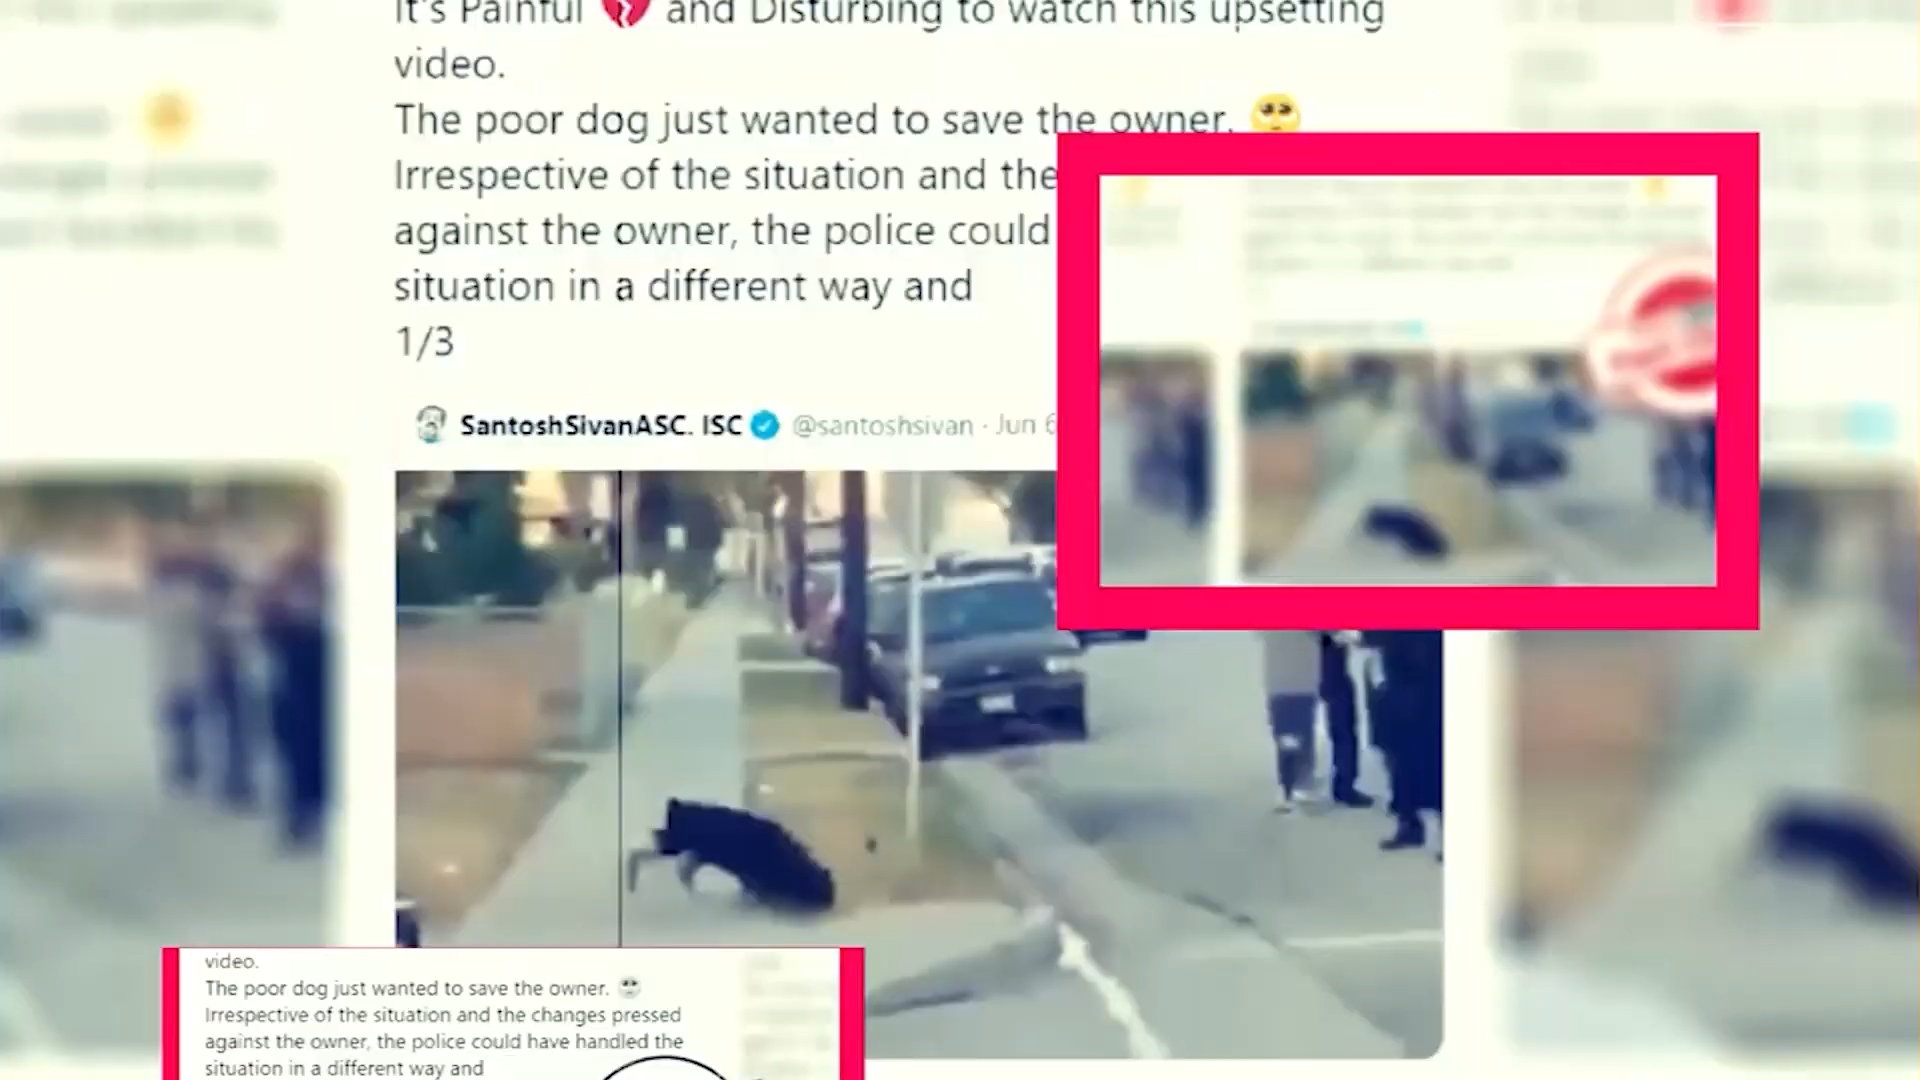 It's Painful 💔 and Disturbing to watch this upsetting
video.
The poor dog just wanted to save the owner. 🥺
Irrespective of the situation and the
against the owner, the police could
situation in a different way and
1/3
SantoshSivanASC. ISC @santoshsivan · Jun 6
video.
The poor dog just wanted to save the owner. 🥺
Irrespective of the situation and the changes pressed
against the owner, the police could have handled the
situation in a different way and